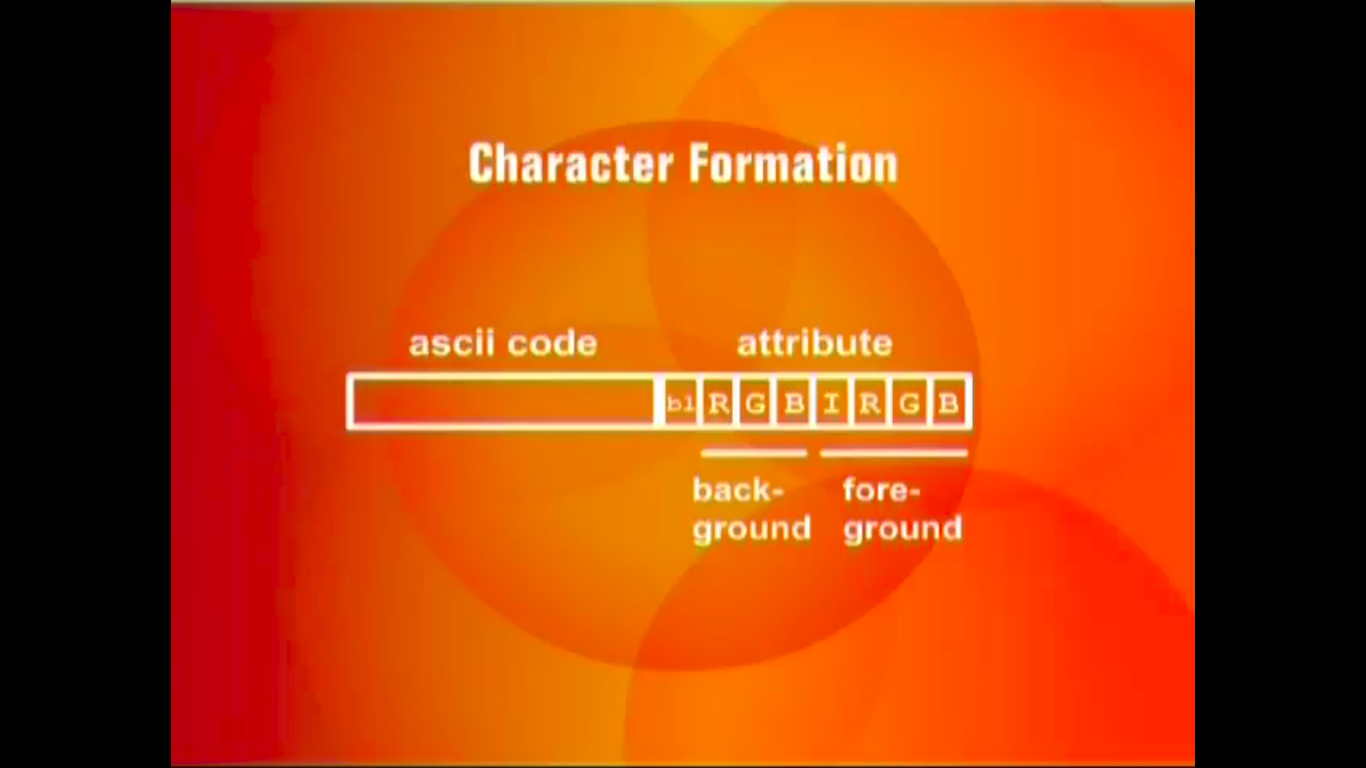 Character Formation
ascii code attribute
bl R G B I R G B
back- fore-
ground ground